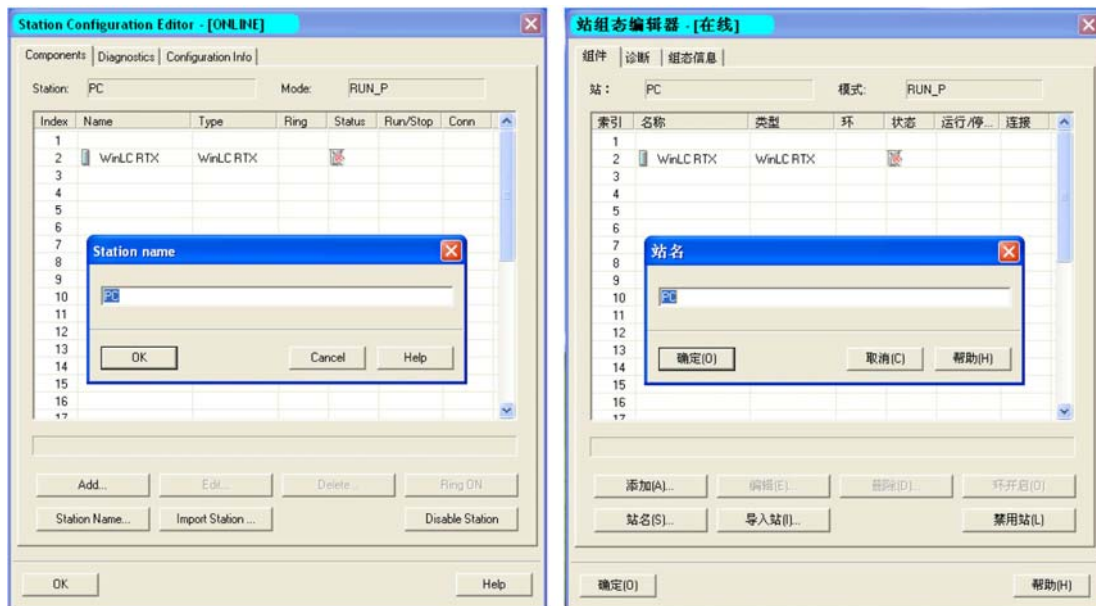 Station Configuration Editor - [ONLINE]
Components Diagnostics Configuration Info
Station: PC Mode: RUN_P
Index Name Type Ring Status Run/Stop Conn
1
2 WinLC RTX WinLC RTX
3
4
5
6
7
8
9
10
11
12
13
14
15
16
17
Station name
PC
OK Cancel Help
Add... Edit... Delete... Ring ON
Station Name... Import Station ... Disable Station
OK Help
站组态编辑器 - [在线]
组件 诊断 组态信息
站： PC 模式: RUN_P
索引 名称 类型 环 状态 运行/停... 连接
1
2 WinLC RTX WinLC RTX
3
4
5
6
7
8
9
10
11
12
13
14
15
16
17
站名
PC
确定(O) 取消(C) 帮助(H)
添加(A)... 编辑(E)... 删除(D)... 环开启(O)
站名(S)... 导入站(I)... 禁用站(L)
确定(O) 帮助(H)